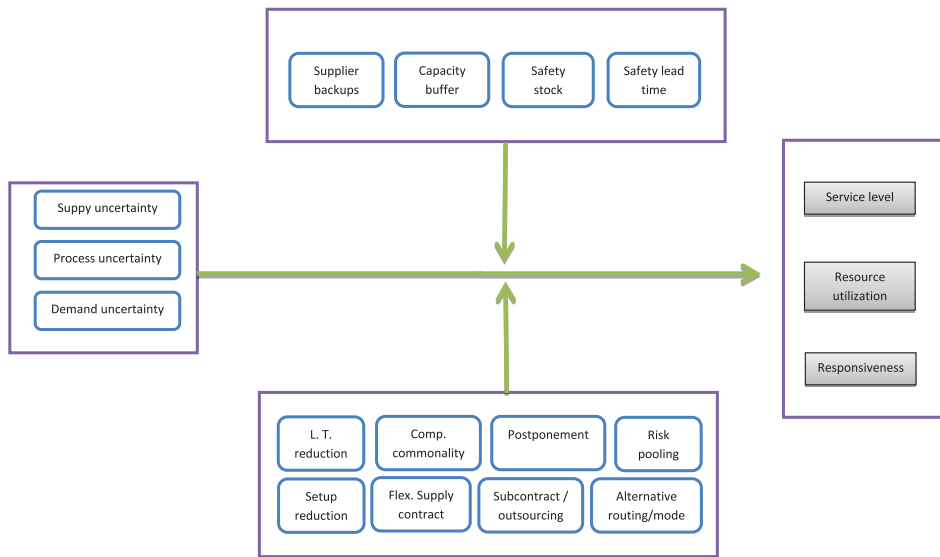 Supplier
backups
Capacity
buffer
Safety
stock
Safety lead
time
Suppy uncertainty
Process uncertainty
Demand uncertainty
Service level
Resource
utilization
Responsiveness
L. T.
reduction
Comp.
commonality
Postponement
Risk
pooling
Setup
reduction
Flex. Supply
contract
Subcontract /
outsourcing
Alternative
routing/mode